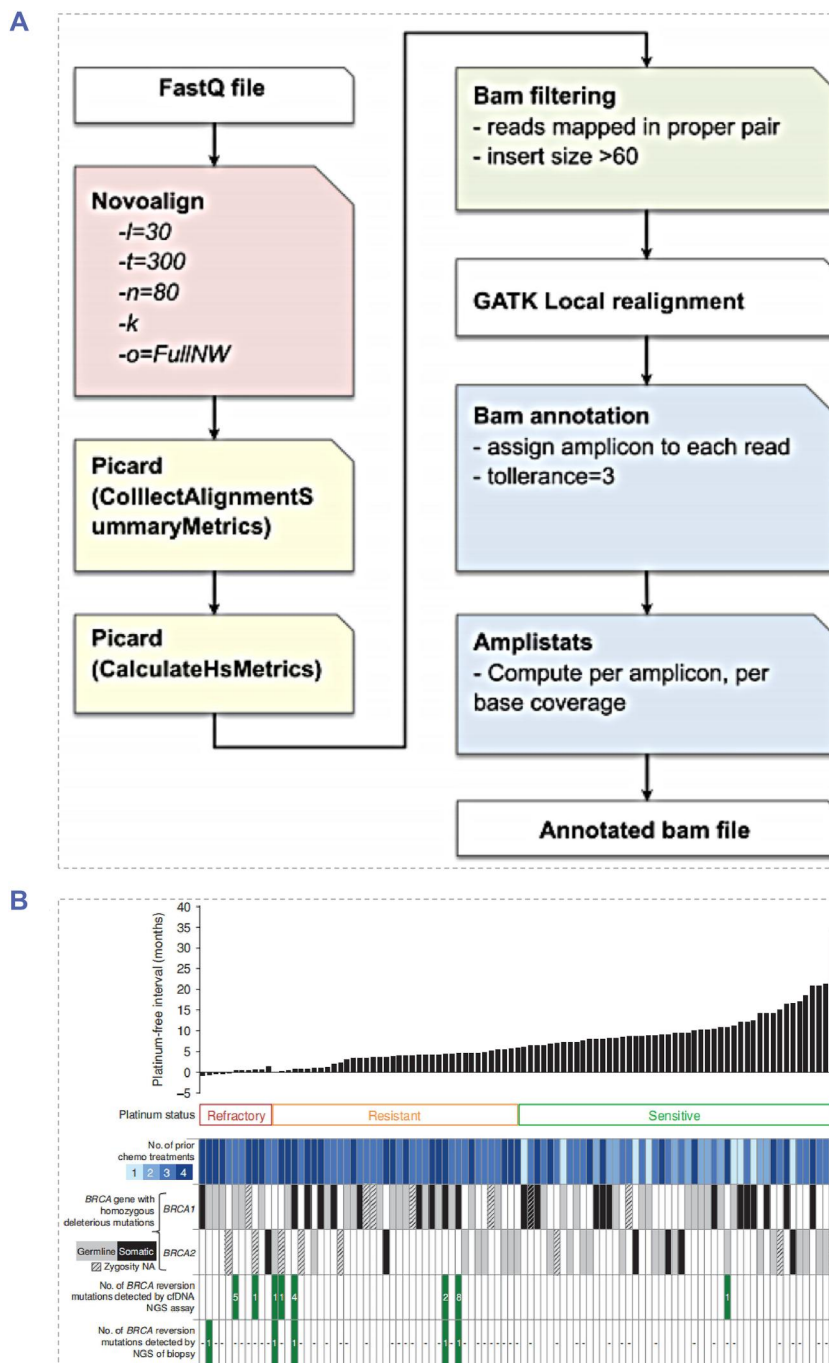 A
FastQ file
Novoalign
-l=30
-t=300
-n=80
-k
-o=FullNW
Picard
(ColllectAlignmentS
ummaryMetrics)
Picard
(CalculateHsMetrics)
Bam filtering
- reads mapped in proper pair
- insert size >60
GATK Local realignment
Bam annotation
- assign amplicon to each read
- tollerance=3
Amplistats
- Compute per amplicon, per
base coverage
Annotated bam file
B
Platinum-free interval (months)
40
35
30
25
20
15
10
5
0
–5
Platinum status
Refractory
Resistant
Sensitive
No. of prior
chemo treatments
1 2 3 4
BRCA gene with
homozygous
deleterious mutations
BRCA1
BRCA2
Germline Somatic
Zygosity NA
No. of BRCA reversion
mutations detected by cfDNA
NGS assay
5 1 1 1 4 2 8 1
No. of BRCA reversion
mutations detected by
NGS of biopsy
1 1 1 1 1